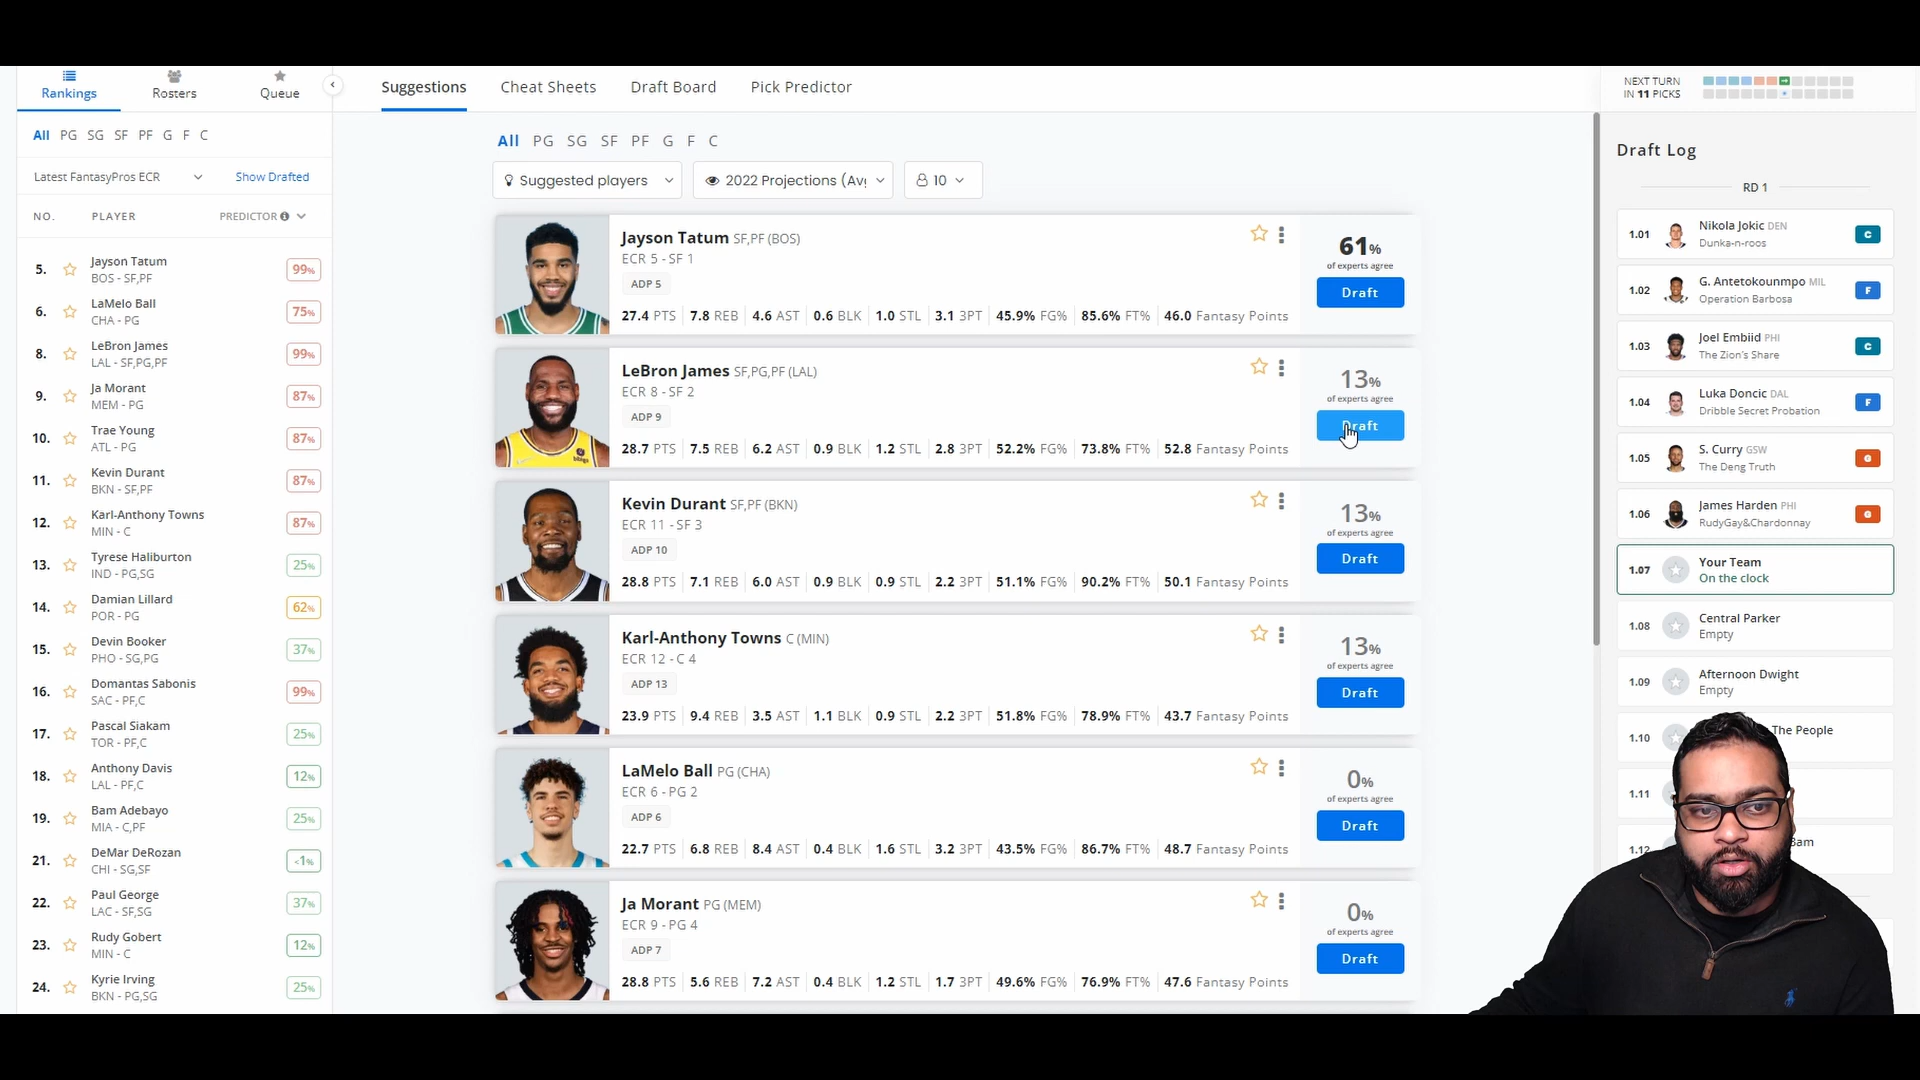 Rankings
Rosters
Queue
All PG SG SF PF G F C
Latest FantasyPros ECR Show Drafted
NO. PLAYER PREDICTOR
5. Jayson Tatum 99%
BOS - SF,PF
6. LaMelo Ball 75%
CHA - PG
8. LeBron James 99%
LAL - SF,PG,PF
9. Ja Morant 87%
MEM - PG
10. Trae Young 87%
ATL - PG
11. Kevin Durant 87%
BKN - SF,PF
12. Karl-Anthony Towns 87%
MIN - C
13. Tyrese Haliburton 25%
IND - PG,SG
14. Damian Lillard 62%
POR - PG
15. Devin Booker 37%
PHO - SG,PG
16. Domantas Sabonis 99%
SAC - PF,C
17. Pascal Siakam 25%
TOR - PF,C
18. Anthony Davis 12%
LAL - PF,C
19. Bam Adebayo 25%
MIA - C,PF
21. DeMar DeRozan <1%
CHI - SG,SF
22. Paul George 37%
LAC - SF,SG
23. Rudy Gobert 12%
MIN - C
24. Kyrie Irving 25%
BKN - PG,SG
Suggestions Cheat Sheets Draft Board Pick Predictor
All PG SG SF PF G F C
Suggested players 2022 Projections (Av 10
Jayson Tatum SF,PF (BOS)
ECR 5 - SF 1
ADP 5
27.4 PTS 7.8 REB 4.6 AST 0.6 BLK 1.0 STL 3.1 3PT 45.9% FG% 85.6% FT% 46.0 Fantasy Points
61%
of experts agree
Draft
LeBron James SF,PG,PF (LAL)
ECR 8 - SF 2
ADP 9
28.7 PTS 7.5 REB 6.2 AST 0.9 BLK 1.2 STL 2.8 3PT 52.2% FG% 73.8% FT% 52.8 Fantasy Points
13%
of experts agree
Draft
Kevin Durant SF,PF (BKN)
ECR 11 - SF 3
ADP 10
28.8 PTS 7.1 REB 6.0 AST 0.9 BLK 0.9 STL 2.2 3PT 51.1% FG% 90.2% FT% 50.1 Fantasy Points
13%
of experts agree
Draft
Karl-Anthony Towns C (MIN)
ECR 12 - C 4
ADP 13
23.9 PTS 9.4 REB 3.5 AST 1.1 BLK 0.9 STL 2.2 3PT 51.8% FG% 78.9% FT% 43.7 Fantasy Points
13%
of experts agree
Draft
LaMelo Ball PG (CHA)
ECR 6 - PG 2
ADP 6
22.7 PTS 6.8 REB 8.4 AST 0.4 BLK 1.6 STL 3.2 3PT 43.5% FG% 86.7% FT% 48.7 Fantasy Points
0%
of experts agree
Draft
Ja Morant PG (MEM)
ECR 9 - PG 4
ADP 7
28.8 PTS 5.6 REB 7.2 AST 0.4 BLK 1.2 STL 1.7 3PT 49.6% FG% 76.9% FT% 47.6 Fantasy Points
0%
of experts agree
Draft
NEXT TURN
IN 11 PICKS
Draft Log
RD 1
1.01 Nikola Jokic DEN C
Dunka-n-roos
1.02 G. Antetokounmpo MIL F
Operation Barbosa
1.03 Joel Embiid PHI C
The Zion's Share
1.04 Luka Doncic DAL F
Dribble Secret Probation
1.05 S. Curry GSW G
The Deng Truth
1.06 James Harden PHI G
RudyGay&Chardonnay
1.07 Your Team
On the clock
1.08 Central Parker
Empty
1.09 Afternoon Dwight
Empty
1.10 The People
1.11
1.12